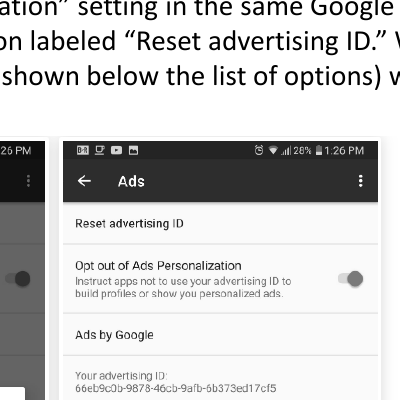 ation” setting in the same Google
on labeled “Reset advertising ID.”
shown below the list of options) w
26 PM
28% 1:26 PM
Ads
Reset advertising ID
Opt out of Ads Personalization
Instruct apps not to use your advertising ID to
build profiles or show you personalized ads.
Ads by Google
Your advertising ID:
66eb9c0b-9878-46cb-9afb-6b373ed17cf5